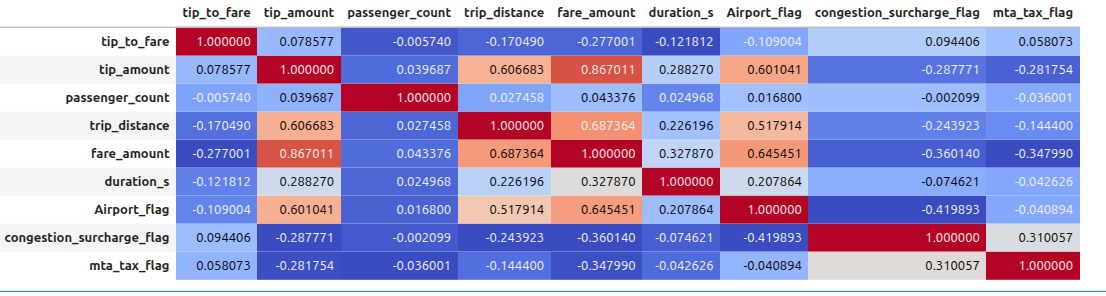 tip_to_fare tip_amount passenger_count trip_distance fare_amount duration_s Airport_flag congestion_surcharge_flag mta_tax_flag
tip_to_fare 1.000000 0.078577 -0.005740 -0.170490 -0.277001 -0.121812 -0.109004 0.094406 0.058073
tip_amount 0.078577 1.000000 0.039687 0.606683 0.867011 0.288270 0.601041 -0.287771 -0.281754
passenger_count -0.005740 0.039687 1.000000 0.027458 0.043376 0.024968 0.016800 -0.002099 -0.036001
trip_distance -0.170490 0.606683 0.027458 1.000000 0.687364 0.226196 0.517914 -0.243923 -0.144400
fare_amount -0.277001 0.867011 0.043376 0.687364 1.000000 0.327870 0.645451 -0.360140 -0.347990
duration_s -0.121812 0.288270 0.024968 0.226196 0.327870 1.000000 0.207864 -0.074621 -0.042626
Airport_flag -0.109004 0.601041 0.016800 0.517914 0.645451 0.207864 1.000000 -0.419893 -0.040894
congestion_surcharge_flag 0.094406 -0.287771 -0.002099 -0.243923 -0.360140 -0.074621 -0.419893 1.000000 0.310057
mta_tax_flag 0.058073 -0.281754 -0.036001 -0.144400 -0.347990 -0.042626 -0.040894 0.310057 1.000000